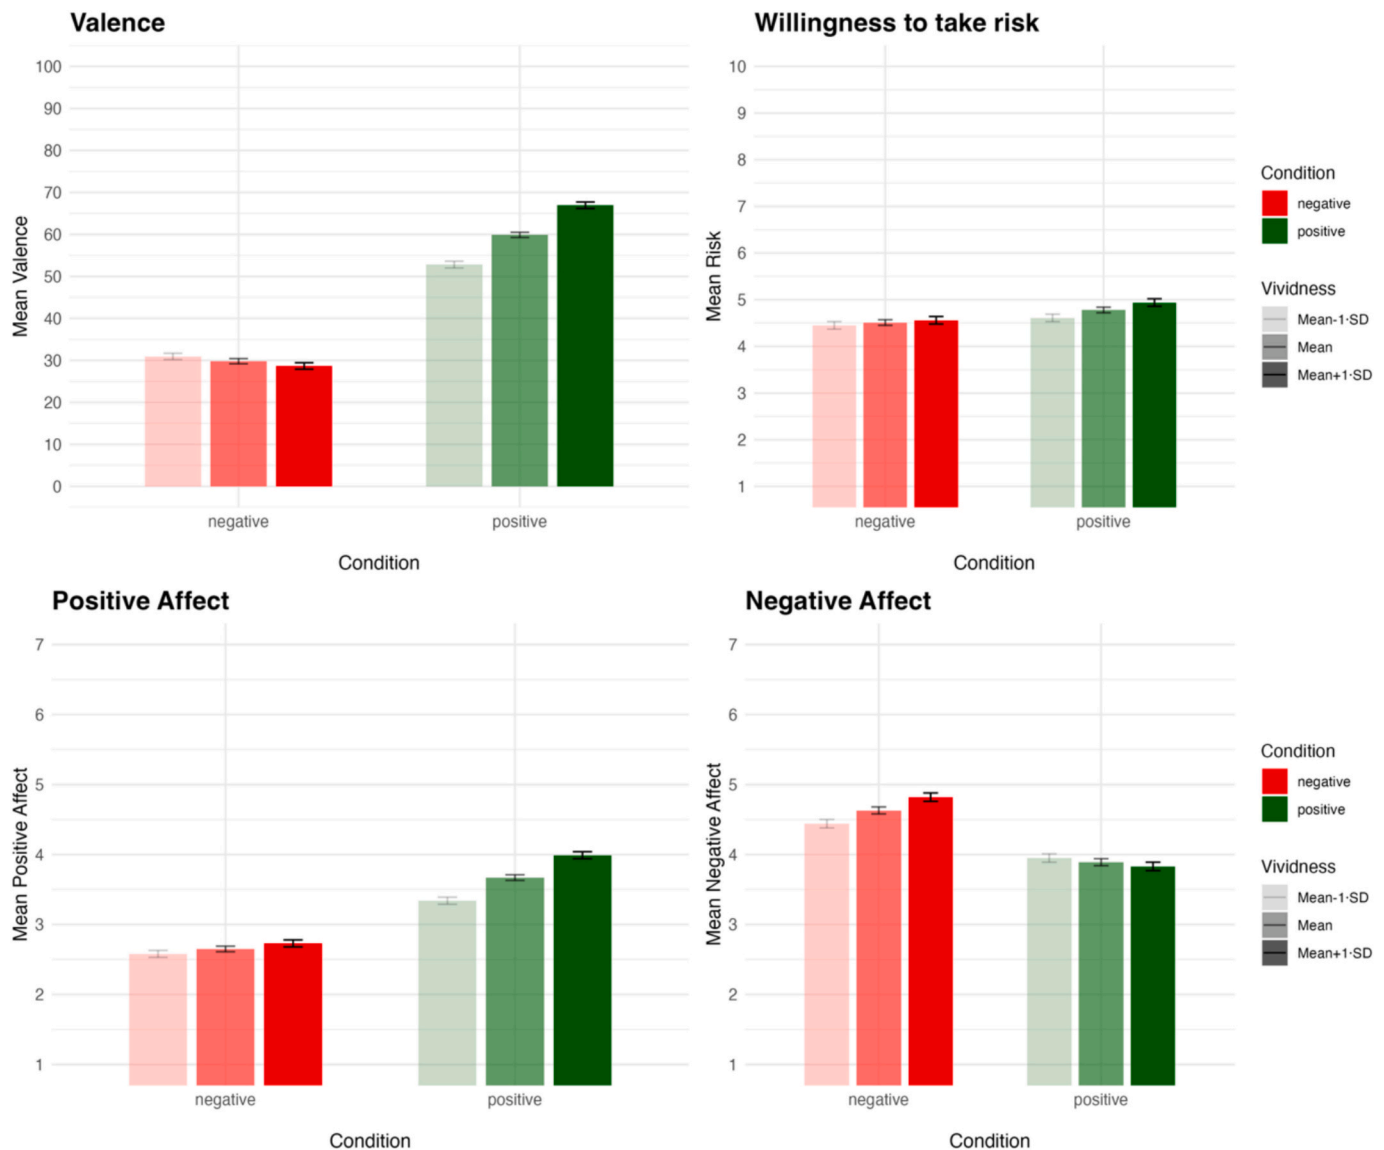 Valence
100
90
80
70
60
50
40
30
20
10
0
Mean Valence
negative
positive
Condition
Willingness to take risk
10
9
8
7
6
5
4
3
2
1
Mean Risk
negative
positive
Condition
Condition
negative
positive
Vividness
Mean-1·SD
Mean
Mean+1·SD
Positive Affect
7
6
5
4
3
2
1
Mean Positive Affect
negative
positive
Condition
Negative Affect
7
6
5
4
3
2
1
Mean Negative Affect
negative
positive
Condition
Condition
negative
positive
Vividness
Mean-1·SD
Mean
Mean+1·SD